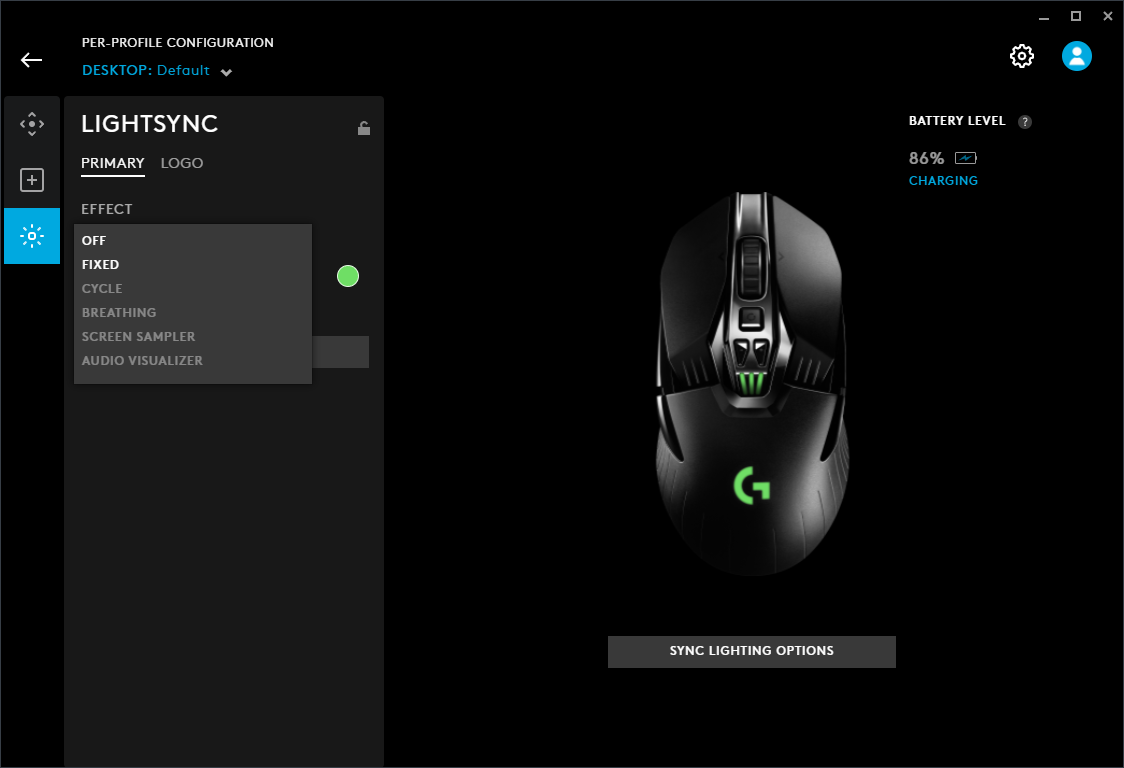 PER-PROFILE CONFIGURATION
DESKTOP: Default
LIGHTSYNC
PRIMARY LOGO
EFFECT
OFF
FIXED
CYCLE
BREATHING
SCREEN SAMPLER
AUDIO VISUALIZER
BATTERY LEVEL ?
86%
CHARGING
G
SYNC LIGHTING OPTIONS